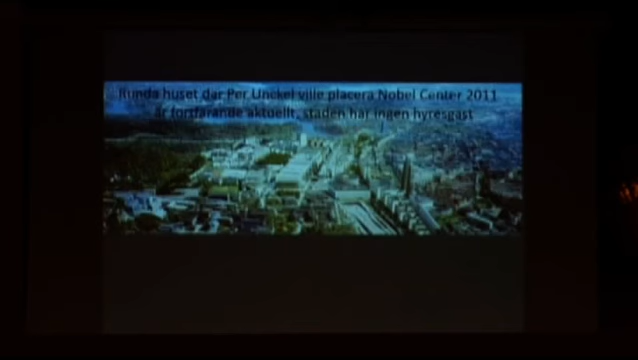 Runda huset där Per Unckel ville placera Nobel Center 2011
är fortfarande aktuellt, staden har ingen hyresgäst